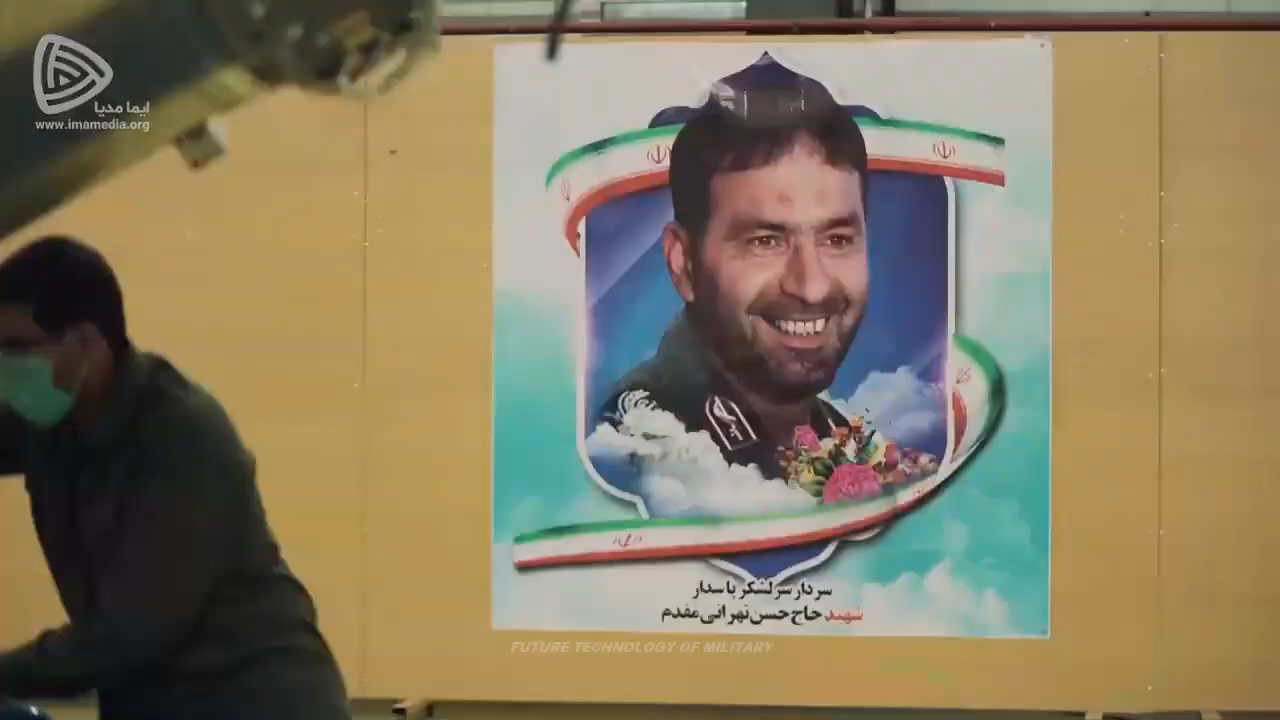 ایما مدیا
www.imamedia.org
سردار سرلشکر پاسدار
شهید حاج حسن تهرانی مقدم
FUTURE TECHNOLOGY OF MILITARY